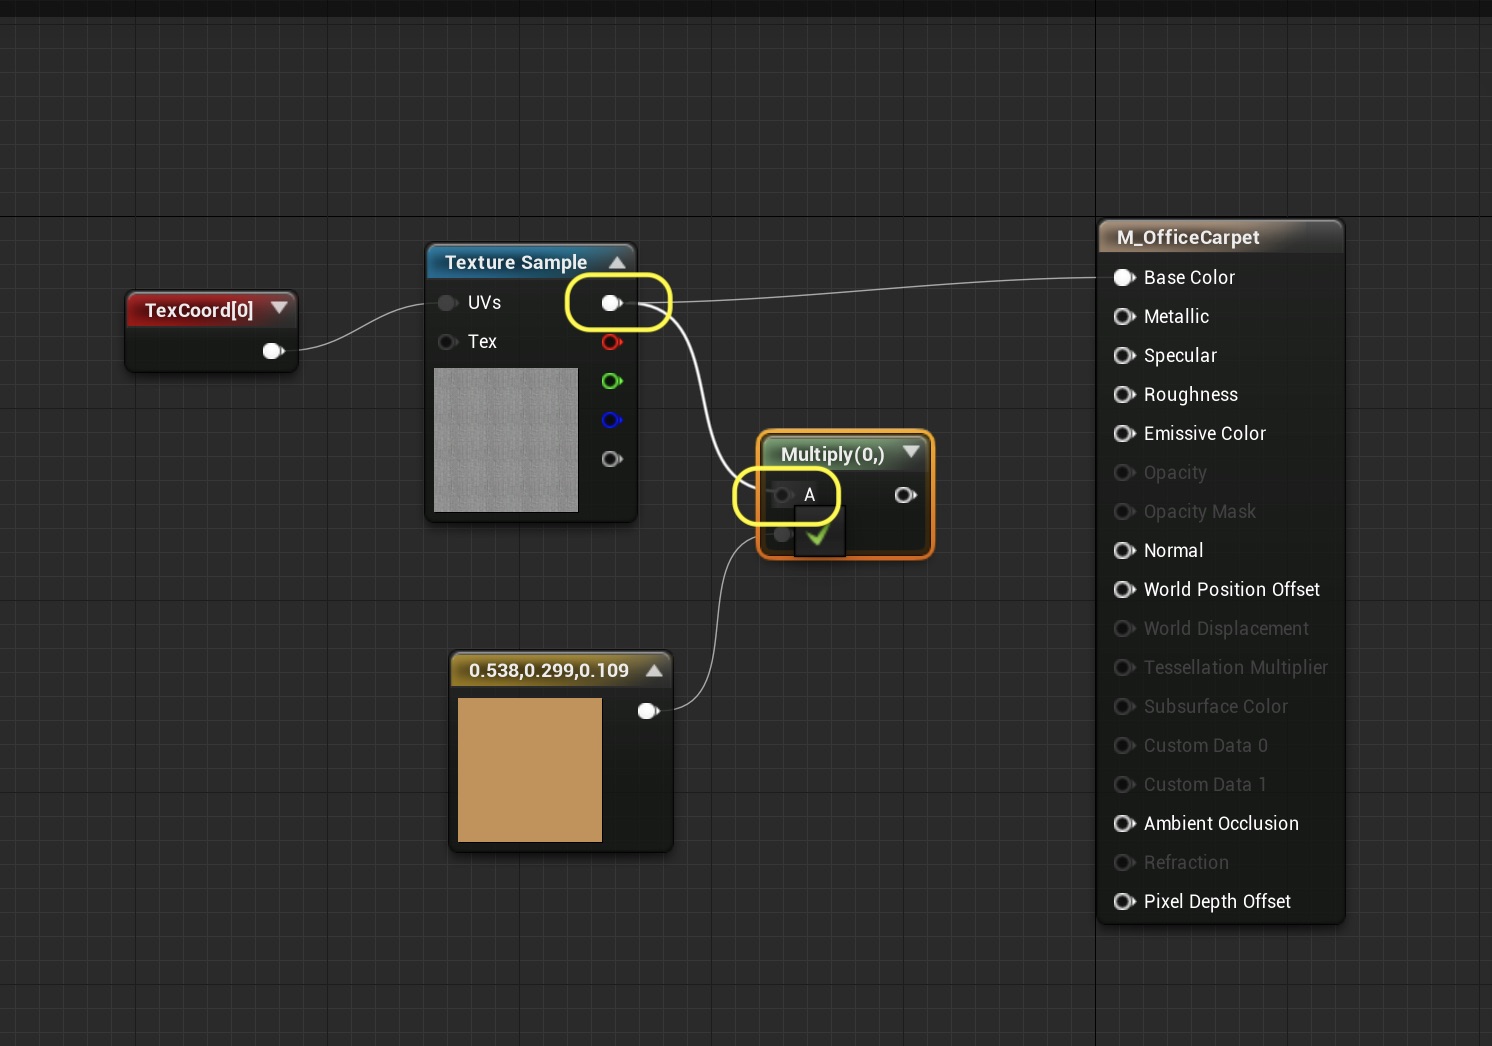 TexCoord[0]
Texture Sample
UVs
Tex
Multiply(0,)
A
0.538,0.299,0.109
M_OfficeCarpet
Base Color
Metallic
Specular
Roughness
Emissive Color
Opacity
Opacity Mask
Normal
World Position Offset
World Displacement
Tessellation Multiplier
Subsurface Color
Custom Data 0
Custom Data 1
Ambient Occlusion
Refraction
Pixel Depth Offset